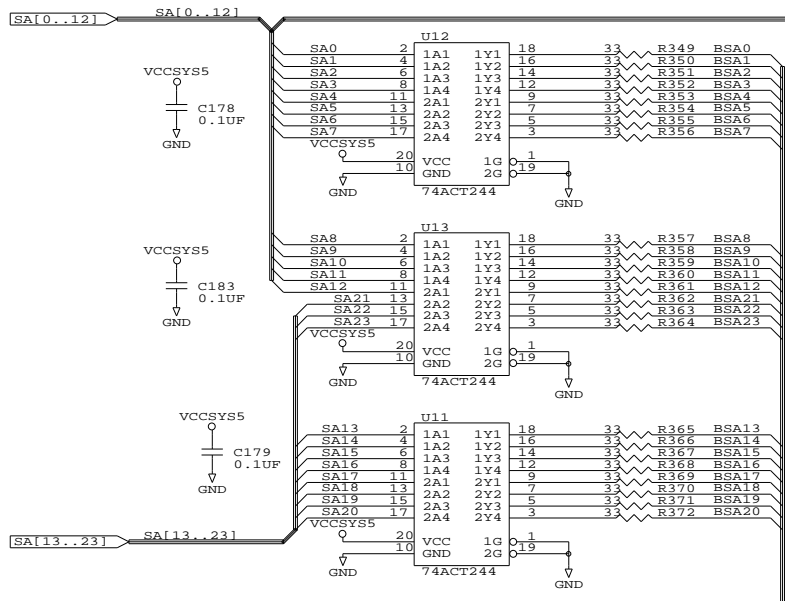 SA[0..12] SA[0..12]
U12
SA0 2 1A1 1Y1 18 33 R349 BSA0
SA1 4 1A2 1Y2 16 33 R350 BSA1
SA2 6 1A3 1Y3 14 33 R351 BSA2
SA3 8 1A4 1Y4 12 33 R352 BSA3
SA4 11 2A1 2Y1 9 33 R353 BSA4
SA5 13 2A2 2Y2 7 33 R354 BSA5
SA6 15 2A3 2Y3 5 33 R355 BSA6
SA7 17 2A4 2Y4 3 33 R356 BSA7
VCCSYS5
C178
0.1UF
GND
VCCSYS5
20 VCC 1G 1
10 GND 2G 19
GND
74ACT244
GND
U13
SA8 2 1A1 1Y1 18 33 R357 BSA8
SA9 4 1A2 1Y2 16 33 R358 BSA9
SA10 6 1A3 1Y3 14 33 R359 BSA10
SA11 8 1A4 1Y4 12 33 R360 BSA11
SA12 11 2A1 2Y1 9 33 R361 BSA12
SA21 13 2A2 2Y2 7 33 R362 BSA21
SA22 15 2A3 2Y3 5 33 R363 BSA22
SA23 17 2A4 2Y4 3 33 R364 BSA23
VCCSYS5
C183
0.1UF
GND
VCCSYS5
20 VCC 1G 1
10 GND 2G 19
GND
74ACT244
GND
U11
SA13 2 1A1 1Y1 18 33 R365 BSA13
SA14 4 1A2 1Y2 16 33 R366 BSA14
SA15 6 1A3 1Y3 14 33 R367 BSA15
SA16 8 1A4 1Y4 12 33 R368 BSA16
SA17 11 2A1 2Y1 9 33 R369 BSA17
SA18 13 2A2 2Y2 7 33 R370 BSA18
SA19 15 2A3 2Y3 5 33 R371 BSA19
SA20 17 2A4 2Y4 3 33 R372 BSA20
VCCSYS5
C179
0.1UF
GND
VCCSYS5
SA[13..23] SA[13..23]
20 VCC 1G 1
10 GND 2G 19
GND
74ACT244
GND